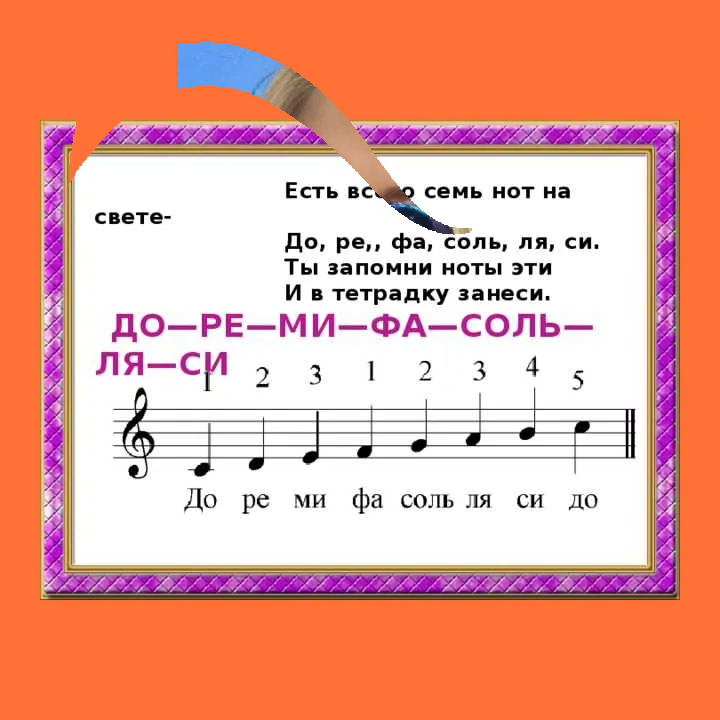 Есть всего семь нот на
свете-
До, ре,, фа, соль, ля, си.
Ты запомни ноты эти
И в тетрадку занеси.
ДО—РЕ—МИ—ФА—СОЛЬ—
ЛЯ—СИ
1 2 3 1 2 3 4 5
До ре ми фа соль ля си до